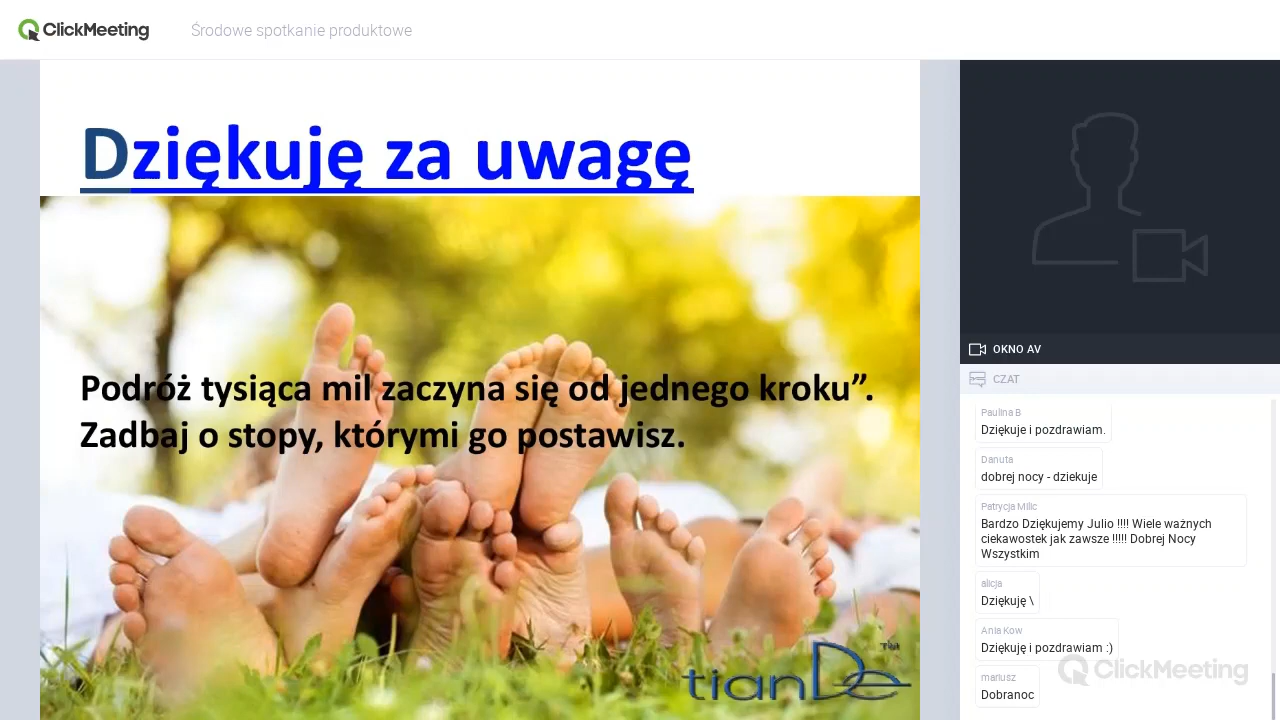 ClickMeeting
Środowe spotkanie produktowe
Dziękuję za uwagę
Podróż tysiąca mil zaczyna się od jednego kroku”.
Zadbaj o stopy, którymi go postawisz.
tianDe
TM
OKNO AV
CZAT
Paulina B
Dziękuje i pozdrawiam.
Danuta
dobrej nocy - dziekuje
Patrycja Milic
Bardzo Dziękujemy Julio !!!! Wiele ważnych
ciekawostek jak zawsze !!!!! Dobrej Nocy
Wszystkim
alicja
Dziękuję \
Ania Kow
Dziękuję i pozdrawiam :)
mariusz
Dobranoc
ClickMeeting